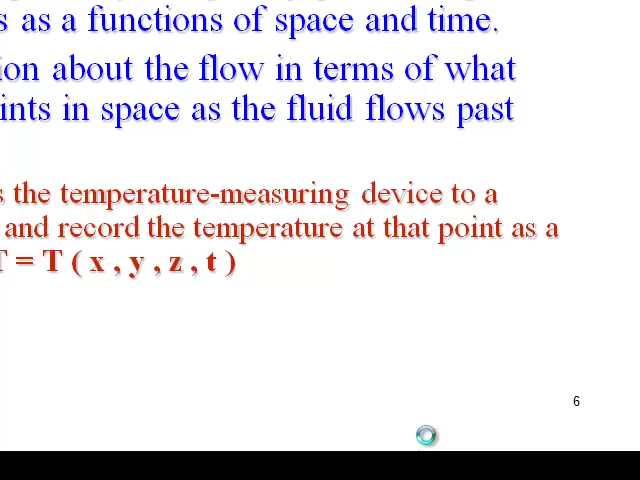 s as a functions of space and time.
ion about the flow in terms of what
ints in space as the fluid flows past
s the temperature-measuring device to a
and record the temperature at that point as a
T = T ( x , y , z , t )
6